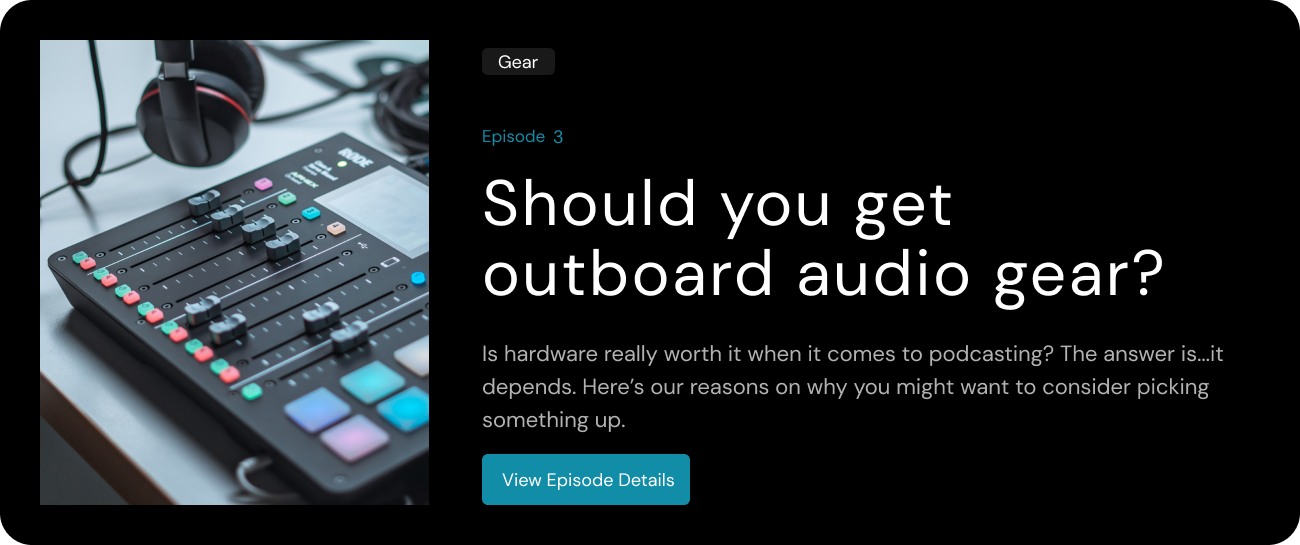 RODE
APHEX
Gear
Episode 3
Should you get
outboard audio gear?
Is hardware really worth it when it comes to podcasting? The answer is...it
depends. Here’s our reasons on why you might want to consider picking
something up.
View Episode Details